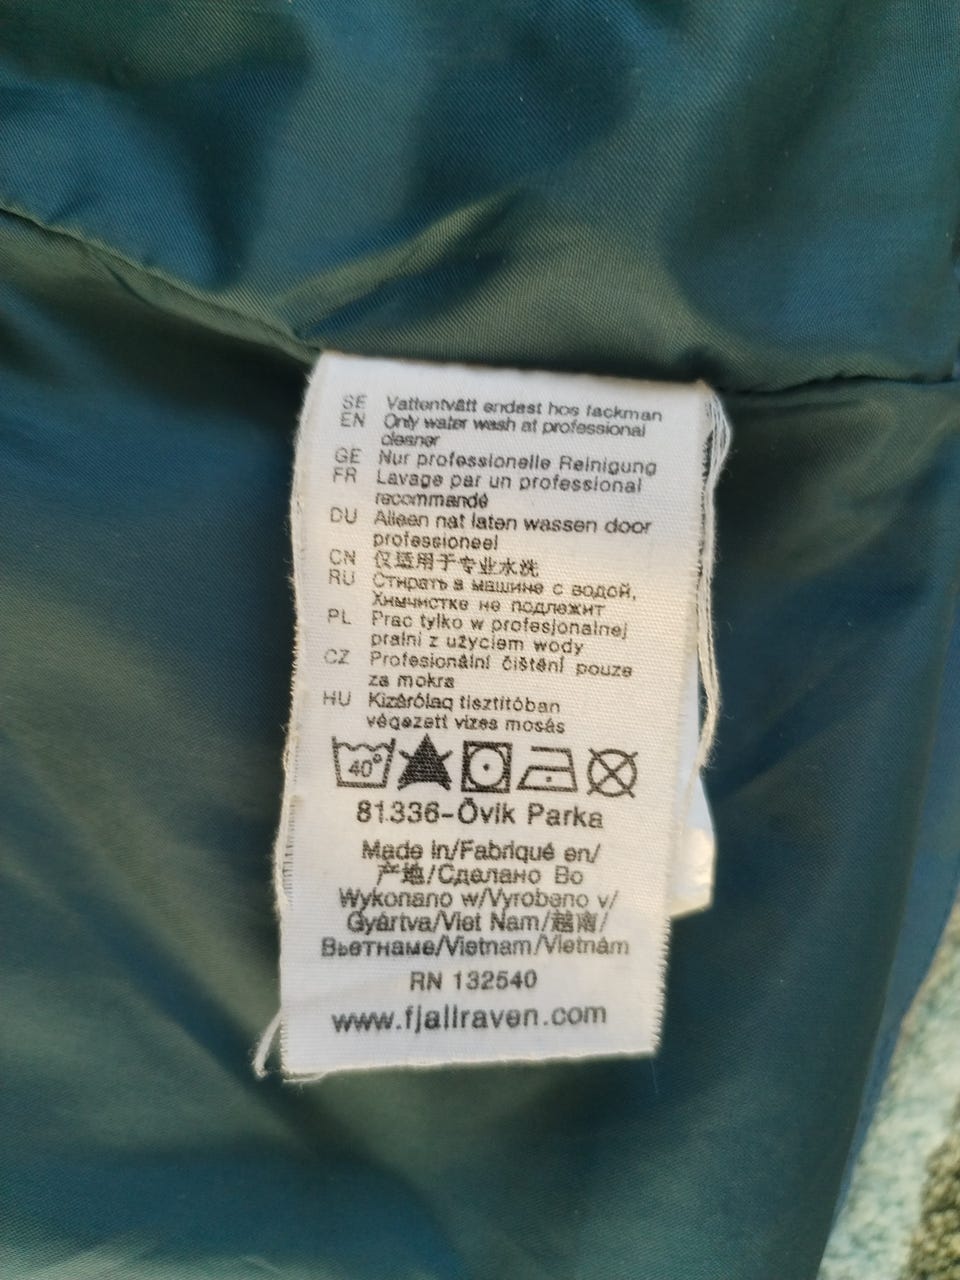 SE Vattentvätt endast hos fackman
EN Only water wash at professional
cleaner
GE Nur professionelle Reinigung
FR Lavage par un professional
recommandé
DU Alleen nat laten wassen door
professioneel
CN 仅适用于专业水洗
RU Стирать в машине с водой,
Химчистке не подлежит
PL Prac tylko w profesjonalnej
pralni z użyciem wody
CZ Profesionální čištění pouze
za mokra
HU Kizárólag tisztítóban
végezett vizes mosás
40°
81336-Övik Parka
Made in/Fabriqué en/
产地/Сделано Во
Wykonano w/Vyrobeno v/
Gyártva/Viet Nam/越南/
Вьетнаме/Vietnam/Vietnám
RN 132540
www.fjallraven.com